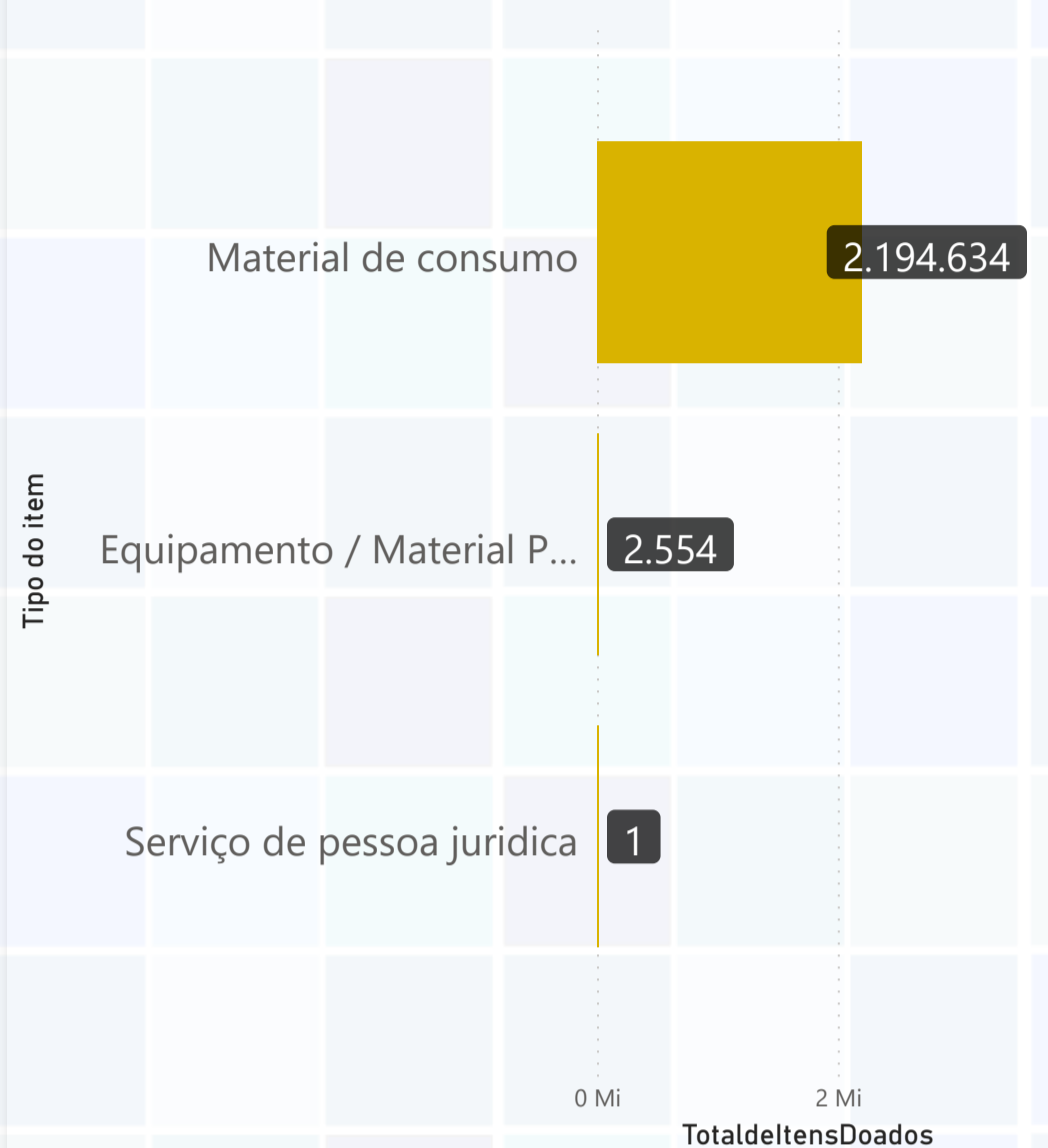 Tipo do item
Material de consumo
2.194.634
Equipamento / Material P...
2.554
Serviço de pessoa juridica
1
0 Mi
2 Mi
TotaldeItensDoados